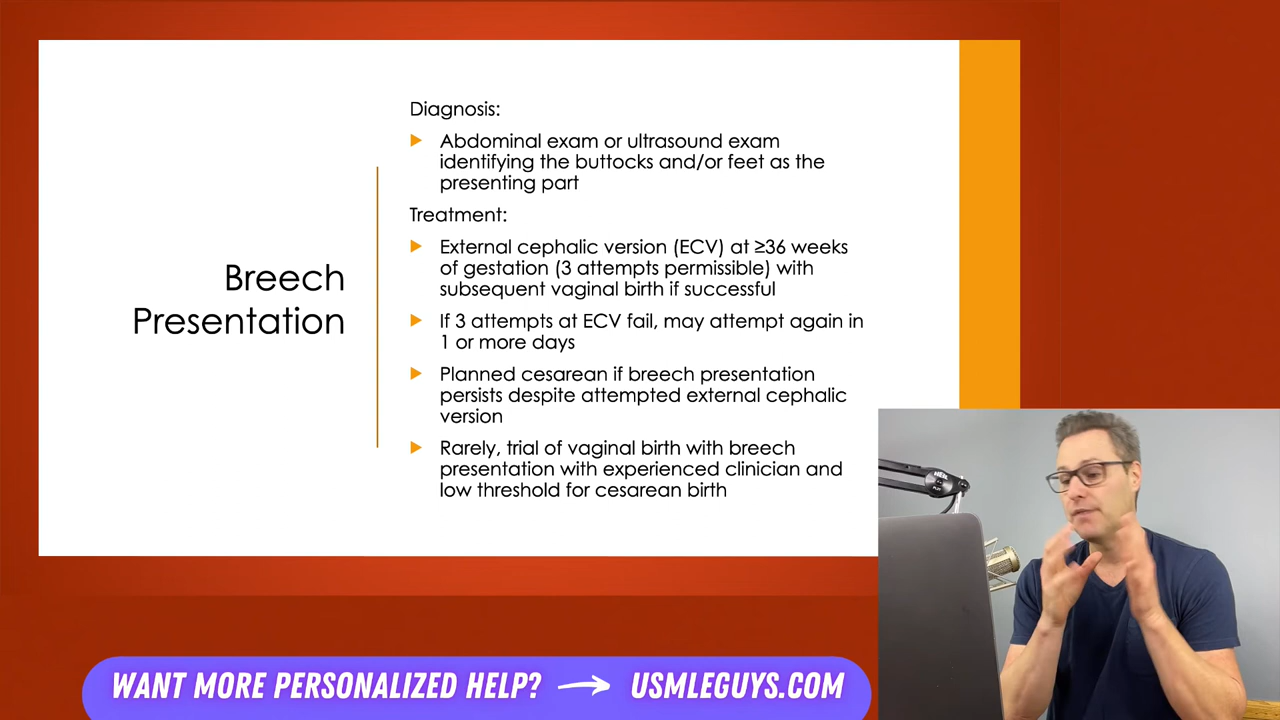 Breech
Presentation
Diagnosis:
Abdominal exam or ultrasound exam
identifying the buttocks and/or feet as the
presenting part
Treatment:
External cephalic version (ECV) at ≥36 weeks
of gestation (3 attempts permissible) with
subsequent vaginal birth if successful
If 3 attempts at ECV fail, may attempt again in
1 or more days
Planned cesarean if breech presentation
persists despite attempted external cephalic
version
Rarely, trial of vaginal birth with breech
presentation with experienced clinician and
low threshold for cesarean birth
WANT MORE PERSONALIZED HELP? → USMLEGUYS.COM